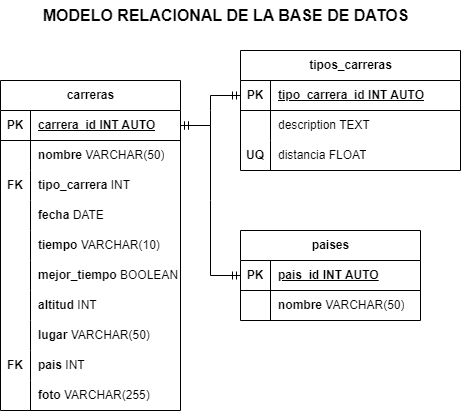 MODELO RELACIONAL DE LA BASE DE DATOS
carreras
PK carrera_id INT AUTO
nombre VARCHAR(50)
FK tipo_carrera INT
fecha DATE
tiempo VARCHAR(10)
mejor_tiempo BOOLEAN
altitud INT
lugar VARCHAR(50)
FK pais INT
foto VARCHAR(255)
tipos_carreras
PK tipo_carrera_id INT AUTO
description TEXT
UQ distancia FLOAT
paises
PK pais_id INT AUTO
nombre VARCHAR(50)